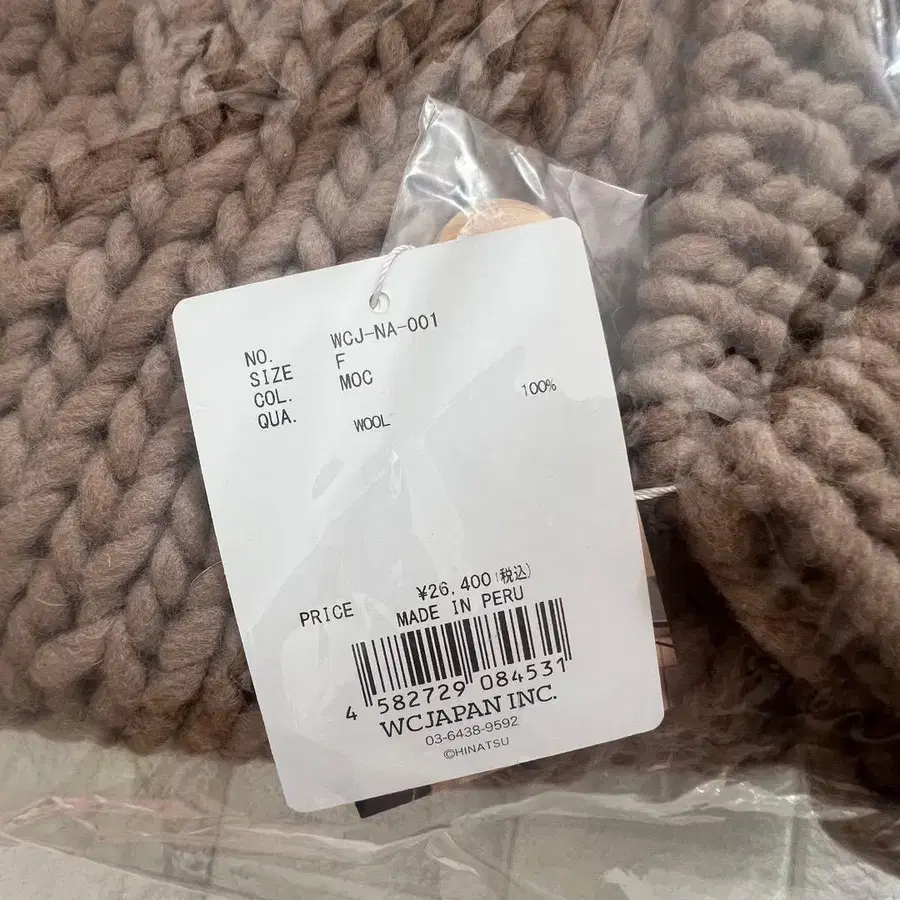 NO. WCJ-NA-001
SIZE F
COL. MOC
QUA. WOOL 100%
¥26,400(税込)
PRICE MADE IN PERU
4 582729 084531
WCJAPAN INC.
03-6438-9592
©HINATSU